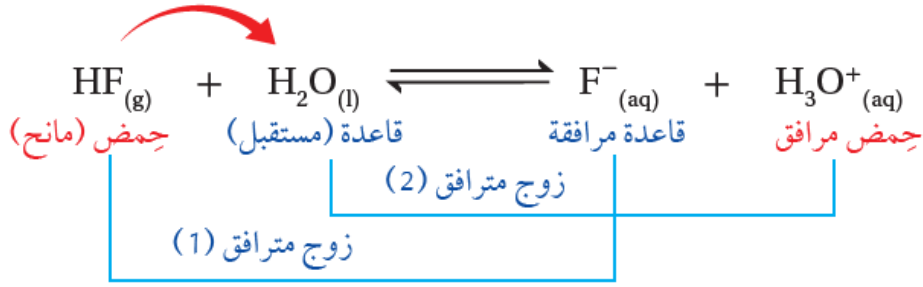 HF(g) + H₂O(l) ⇌ F⁻(aq) + H₃O⁺(aq)
حِمض (مانح) قاعدة (مستقبل) قاعدة مرافقة حِمض مرافق
زوج مترافق (2)
زوج مترافق (1)